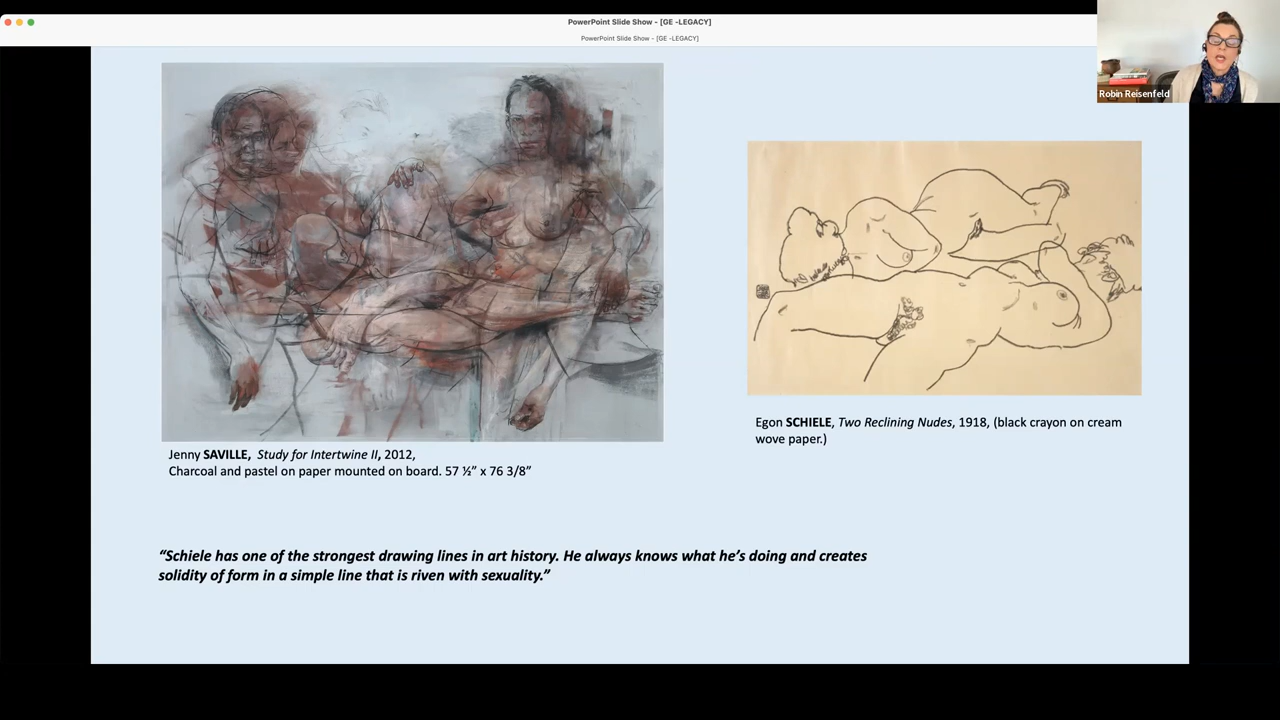 PowerPoint Slide Show - [GE -LEGACY]
PowerPoint Slide Show - [GE -LEGACY]
Robin Reisenfeld
Jenny SAVILLE, Study for Intertwine II, 2012,
Charcoal and pastel on paper mounted on board. 57 ½” x 76 3/8”
Egon SCHIELE, Two Reclining Nudes, 1918, (black crayon on cream
wove paper.)
“Schiele has one of the strongest drawing lines in art history. He always knows what he’s doing and creates
solidity of form in a simple line that is riven with sexuality.”